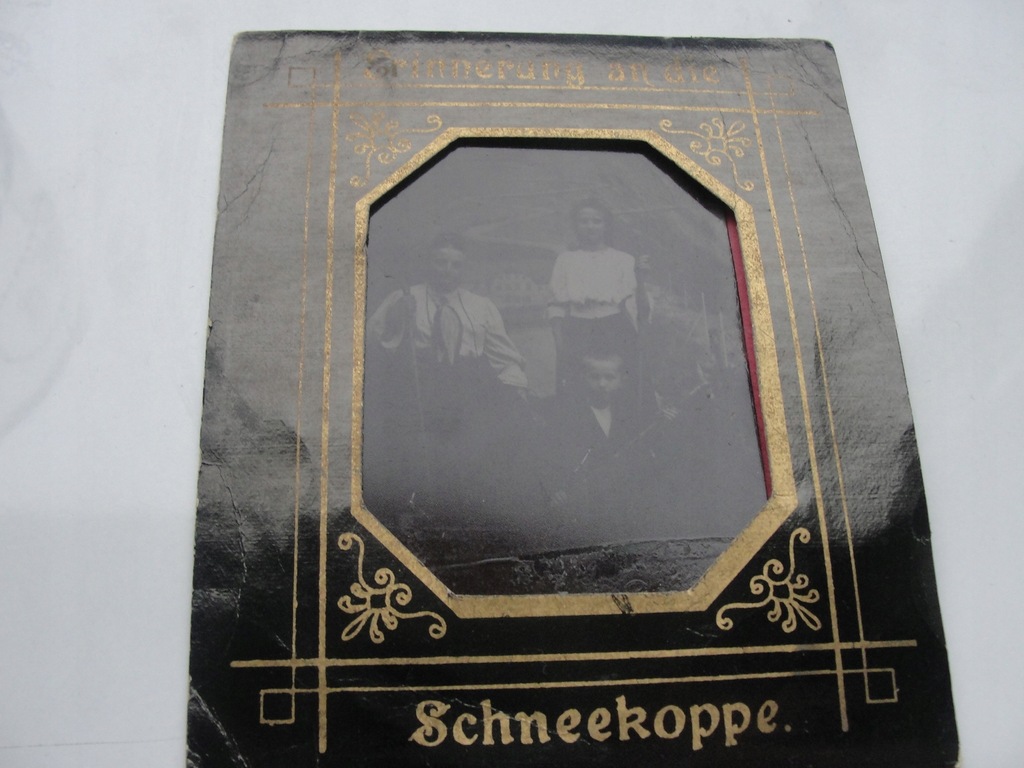 Erinnerung an die
Schneekoppe.